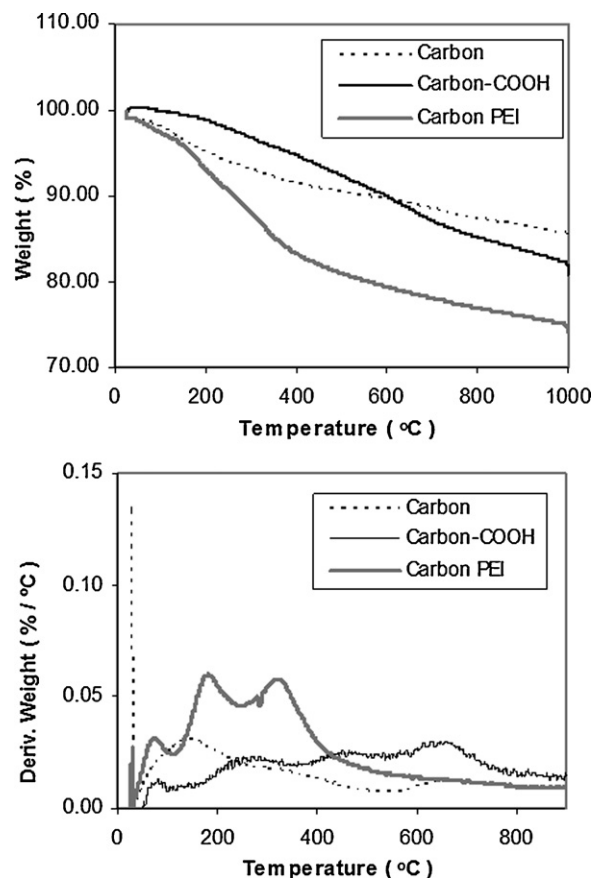 110.00
100.00
90.00
80.00
70.00
Weight ( % )
Carbon
Carbon-COOH
Carbon PEI
0 200 400 600 800 1000
Temperature ( ºC )
0.15
0.10
0.05
0.00
Deriv. Weight ( % / ºC )
Carbon
Carbon-COOH
Carbon PEI
0 200 400 600 800
Temperature ( ºC )